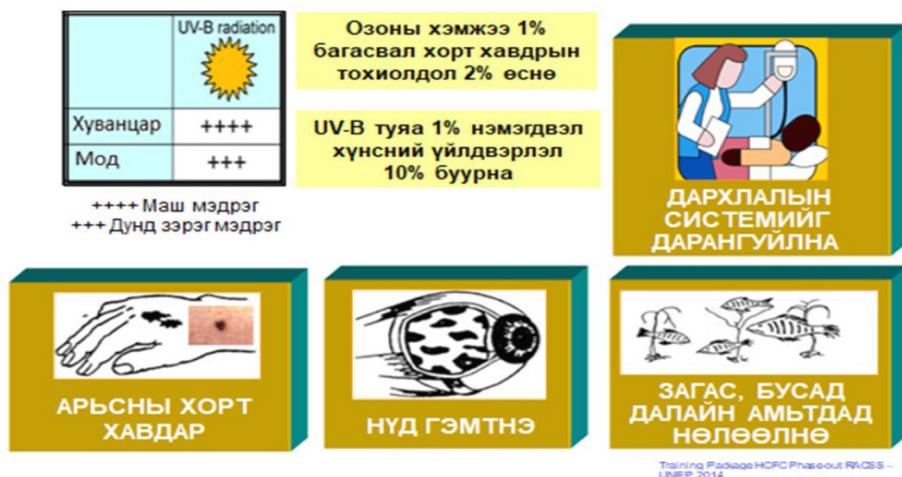 UV-B radiation
Хуванцар ++++
Мод +++
++++ Маш мэдрэг
+++ Дунд зэрэг мэдрэг
Озоны хэмжээ 1%
багасвал хорт хавдрын
тохиолдол 2% өснө
UV-B туяа 1% нэмэгдвэл
хүнсний үйлдвэрлэл
10% буурна
ДАРХЛАЛЫН
СИСТЕМИЙГ
ДАРАНГУЙЛНА
АРЬСНЫ ХОРТ
ХАВДАР
НҮД ГЭМТНЭ
ЗАГАС, БУСАД
ДАЛАЙН АМЬТДАД
НӨЛӨӨЛНӨ
Training Package HCFC Phase-out RACSS –
UNEP 2014